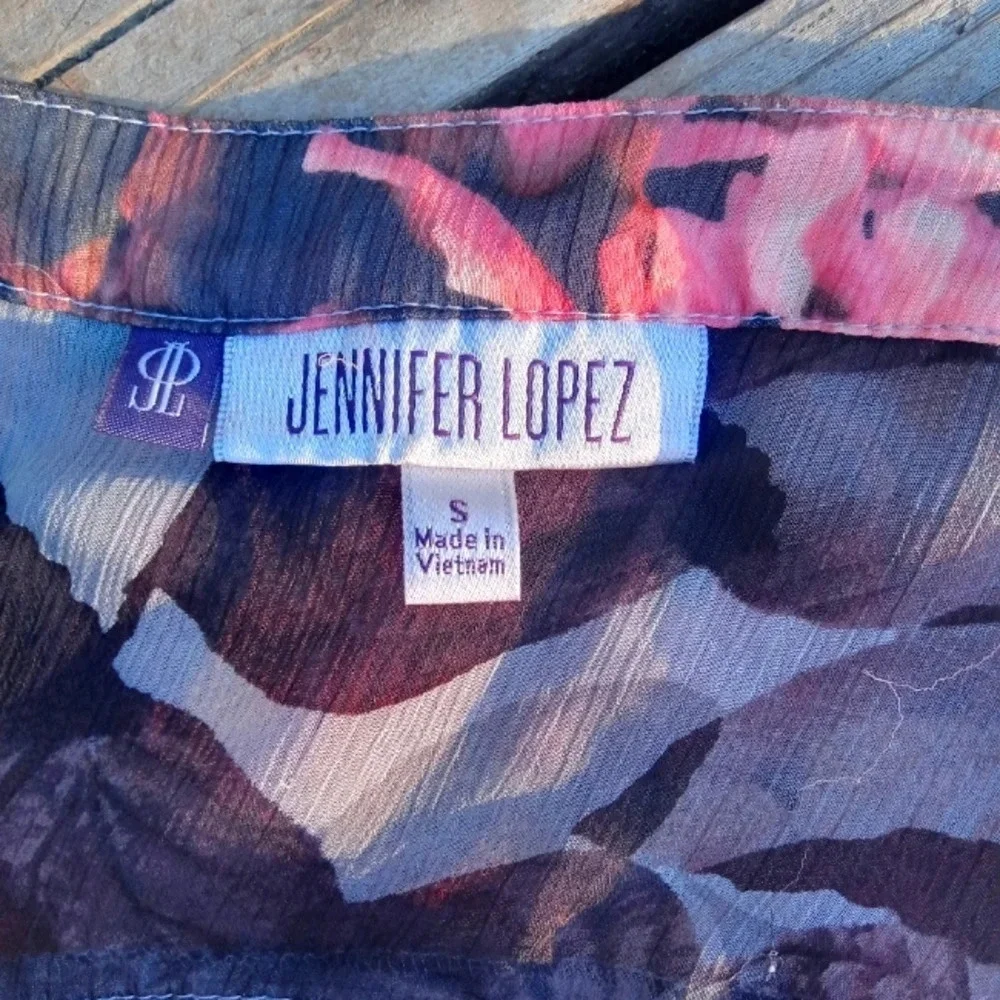 JL
JENNIFER LOPEZ
S
Made in
Vietnam